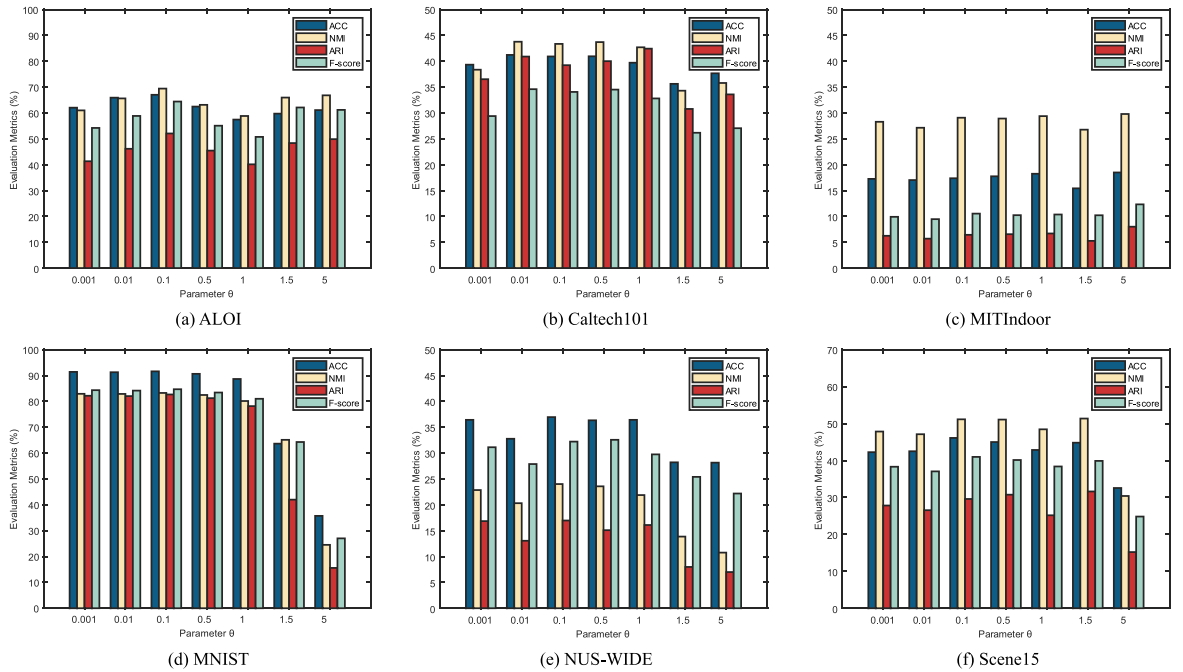 100
90
80
70
60
50
40
30
20
10
0
Evaluation Metrics (%)
ACC
NMI
ARI
F-score
0.001 0.01 0.1 0.5 1 1.5 5
Parameter θ
(a) ALOI
50
45
40
35
30
25
20
15
10
5
0
Evaluation Metrics (%)
ACC
NMI
ARI
F-score
0.001 0.01 0.1 0.5 1 1.5 5
Parameter θ
(b) Caltech101
50
45
40
35
30
25
20
15
10
5
0
Evaluation Metrics (%)
ACC
NMI
ARI
F-score
0.001 0.01 0.1 0.5 1 1.5 5
Parameter θ
(c) MITIndoor
100
90
80
70
60
50
40
30
20
10
0
Evaluation Metrics (%)
ACC
NMI
ARI
F-score
0.001 0.01 0.1 0.5 1 1.5 5
Parameter θ
(d) MNIST
50
45
40
35
30
25
20
15
10
5
0
Evaluation Metrics (%)
ACC
NMI
ARI
F-score
0.001 0.01 0.1 0.5 1 1.5 5
Parameter θ
(e) NUS-WIDE
70
60
50
40
30
20
10
0
Evaluation Metrics (%)
ACC
NMI
ARI
F-score
0.001 0.01 0.1 0.5 1 1.5 5
Parameter θ
(f) Scene15